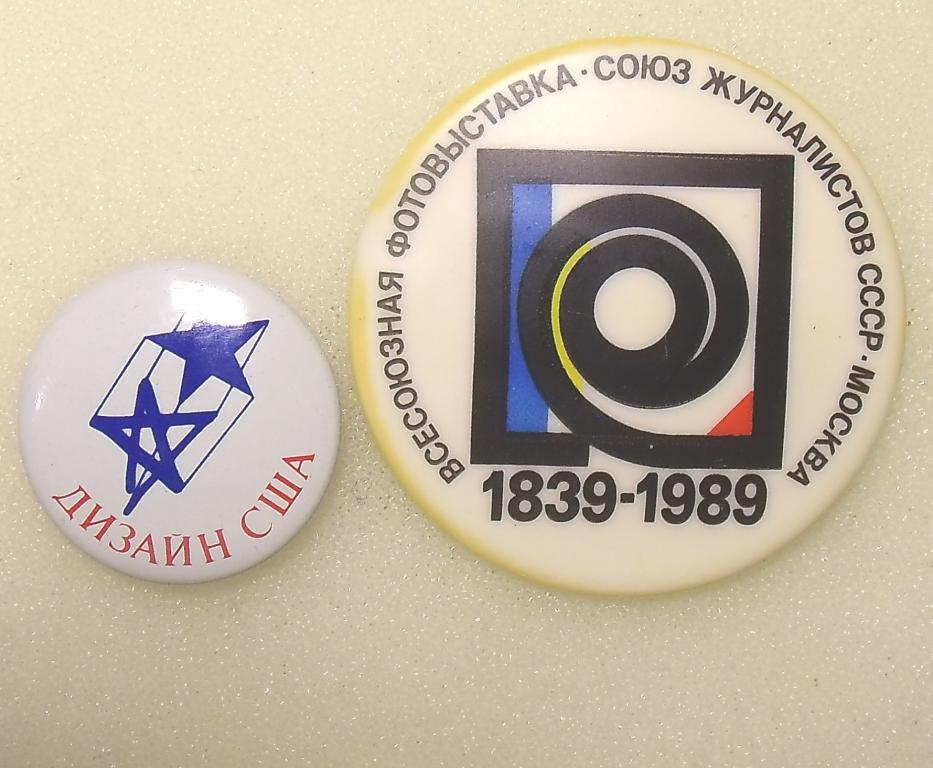 ДИЗАЙН США
ВСЕСОЮЗНАЯ ФОТОВЫСТАВКА · СОЮЗ ЖУРНАЛИСТОВ СССР · МОСКВА
1839-1989